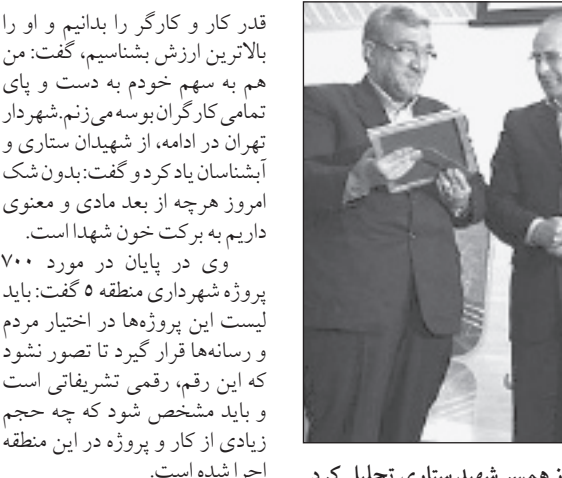 قدر کار و کارگر را بدانیم و او را
بالاترین ارزش بشناسیم، گفت: من
هم به سهم خودم به دست و پای
تمامی کارگران بوسه می‌زنم.شهردار
تهران در ادامه، از شهیدان ستاری و
آبشناسان یاد کرد و گفت: بدون شک
امروز هرچه از بعد مادی و معنوی
داریم به برکت خون شهدا است.
وی در پایان در مورد ۷۰۰
پروژه شهرداری منطقه ۵ گفت: باید
لیست این پروژه‌ها در اختیار مردم
و رسانه‌ها قرار گیرد تا تصور نشود
که این رقم، رقمی تشریفاتی است
و باید مشخص شود که چه حجم
زیادی از کار و پروژه در این منطقه
اجرا شده است.
همسر شهید ستاری تجلیل کرد